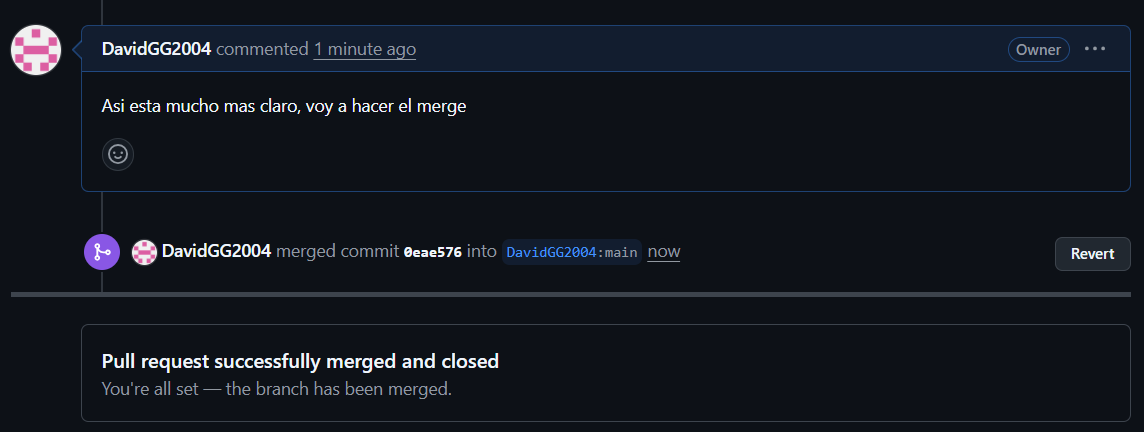 DavidGG2004 commented 1 minute ago Owner
Asi esta mucho mas claro, voy a hacer el merge
DavidGG2004 merged commit 0eae576 into DavidGG2004:main now Revert
Pull request successfully merged and closed
You're all set — the branch has been merged.